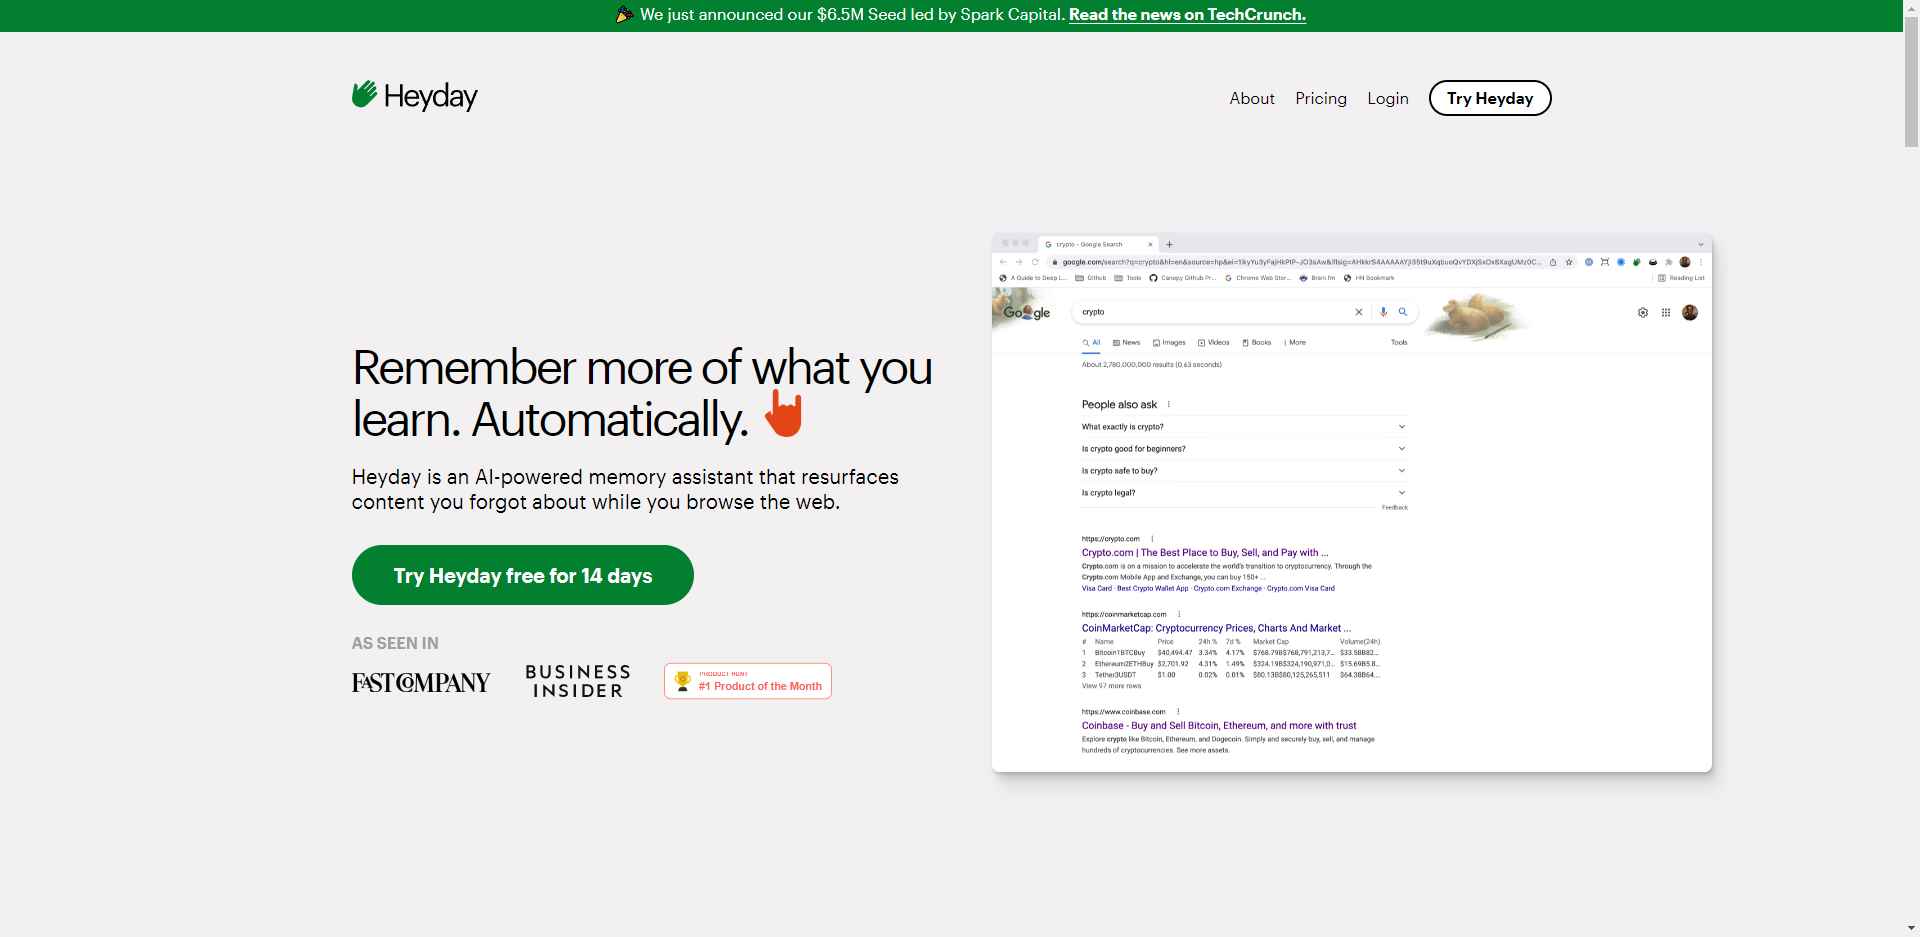 We just announced our $6.5M Seed led by Spark Capital. Read the news on TechCrunch.
Heyday
About Pricing Login Try Heyday
Remember more of what you
learn. Automatically.
Heyday is an AI-powered memory assistant that resurfaces
content you forgot about while you browse the web.
Try Heyday free for 14 days
AS SEEN IN
FAST COMPANY
BUSINESS
INSIDER
PRODUCT HUNT
#1 Product of the Month
crypto - Google Search
A Guide to Deep L... Github Tools Canopy Github Pr... Chrome Web Stor... Brain.fm HN bookmark Reading List
Google
crypto
All News Images Videos Books More Tools
About 2,780,000,000 results (0.63 seconds)
People also ask
What exactly is crypto?
Is crypto good for beginners?
Is crypto safe to buy?
Is crypto legal?
Feedback
https://crypto.com
Crypto.com | The Best Place to Buy, Sell, and Pay with ...
Crypto.com is on a mission to accelerate the world's transition to cryptocurrency. Through the
Crypto.com Mobile App and Exchange, you can buy 150+ ...
Visa Card · Best Crypto Wallet App · Crypto.com Exchange · Crypto.com Visa Card
https://coinmarketcap.com
CoinMarketCap: Cryptocurrency Prices, Charts And Market ...
# Name Price 24h % 7d % Market Cap Volume(24h)
1 Bitcoin1BTCBuy $40,494.47 3.34% 4.17% $768.79B$768,791,213,7... $33.58B82...
2 Ethereum2ETHBuy $2,701.92 4.31% 1.49% $324.19B$324,190,971,0... $15.69B5.8...
3 Tether3USDT $1.00 0.02% 0.01% $80.13B$80,125,265,511 $64.38B64...
View 97 more rows
https://www.coinbase.com
Coinbase - Buy and Sell Bitcoin, Ethereum, and more with trust
Explore crypto like Bitcoin, Ethereum, and Dogecoin. Simply and securely buy, sell, and manage
hundreds of cryptocurrencies. See more assets.